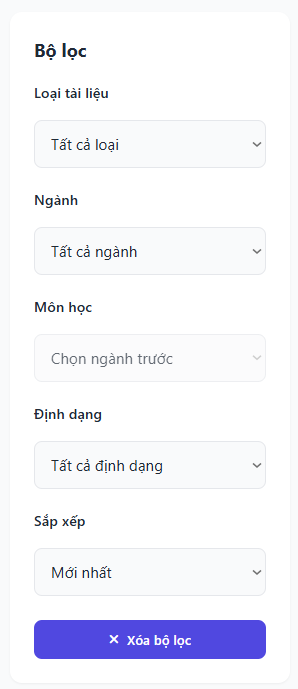 Bộ lọc
Loại tài liệu
Tất cả loại
Ngành
Tất cả ngành
Môn học
Chọn ngành trước
Định dạng
Tất cả định dạng
Sắp xếp
Mới nhất
✕ Xóa bộ lọc